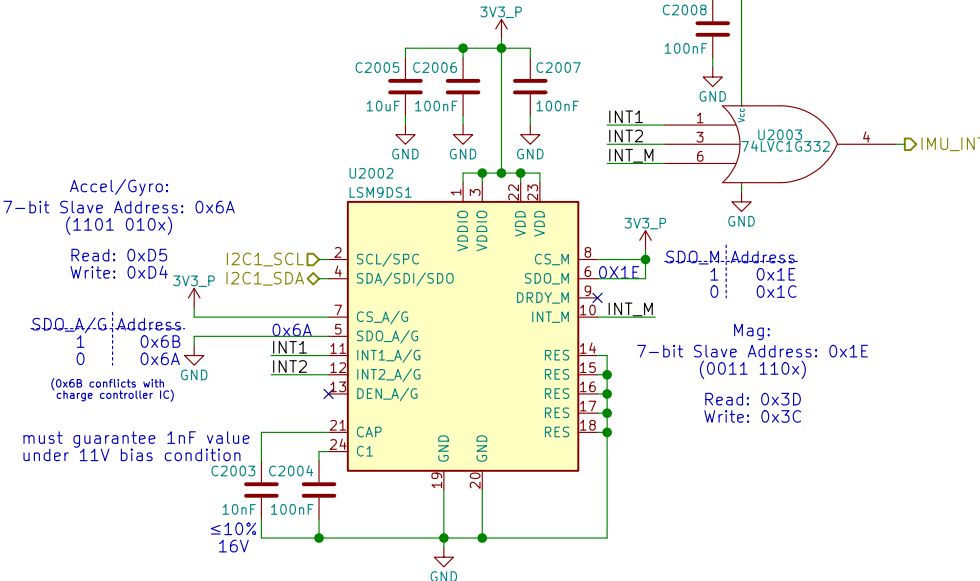 3V3_P
C2008
100nF
GND
C2005
C2006
C2007
10uF
100nF
100nF
GND
GND
GND
INT1
1
INT2
3
INT_M
6
Vcc
U2003
74LVC1G332
4
IMU_INT
GND
U2002
LSM9DS1
1
3
22
23
VDDIO
VDDIO
VDD
VDD
Accel/Gyro:
7-bit Slave Address: 0x6A
(1101 010x)
Read: 0xD5
Write: 0xD4
I2C1_SCL
2
SCL/SPC
I2C1_SDA
4
SDA/SDI/SDO
3V3_P
7
CS_A/G
0x6A
5
SDO_A/G
GND
INT1
11
INT1_A/G
INT2
12
INT2_A/G
13
DEN_A/G
SDO_A/G Address
1 0x6B
0 0x6A
(0x6B conflicts with
charge controller IC)
must guarantee 1nF value
under 11V bias condition
21
CAP
24
C1
C2003
C2004
10nF
100nF
≤10%
16V
3V3_P
CS_M
8
SDO_M
6
0X1E
DRDY_M
9
INT_M
10
INT_M
SDO_M Address
1 0x1E
0 0x1C
Mag:
7-bit Slave Address: 0x1E
(0011 110x)
Read: 0x3D
Write: 0x3C
RES
14
RES
15
RES
16
RES
17
RES
18
GND
GND
19
20
GND